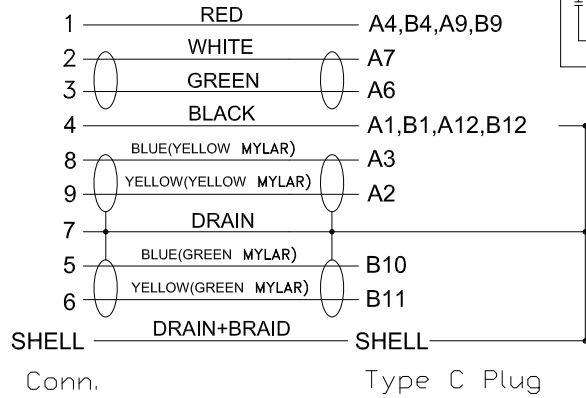 1 RED A4,B4,A9,B9
2 WHITE A7
3 GREEN A6
4 BLACK A1,B1,A12,B12
8 BLUE(YELLOW MYLAR) A3
9 YELLOW(YELLOW MYLAR) A2
7 DRAIN
5 BLUE(GREEN MYLAR) B10
6 YELLOW(GREEN MYLAR) B11
SHELL DRAIN+BRAID SHELL
Conn. Type C Plug